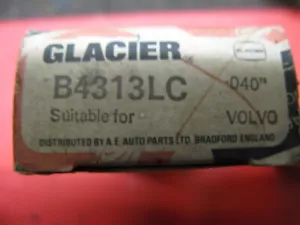 GLACIER
B4313LC .040"
Suitable for VOLVO
DISTRIBUTED BY A.E. AUTO PARTS LTD. BRADFORD ENGLAND